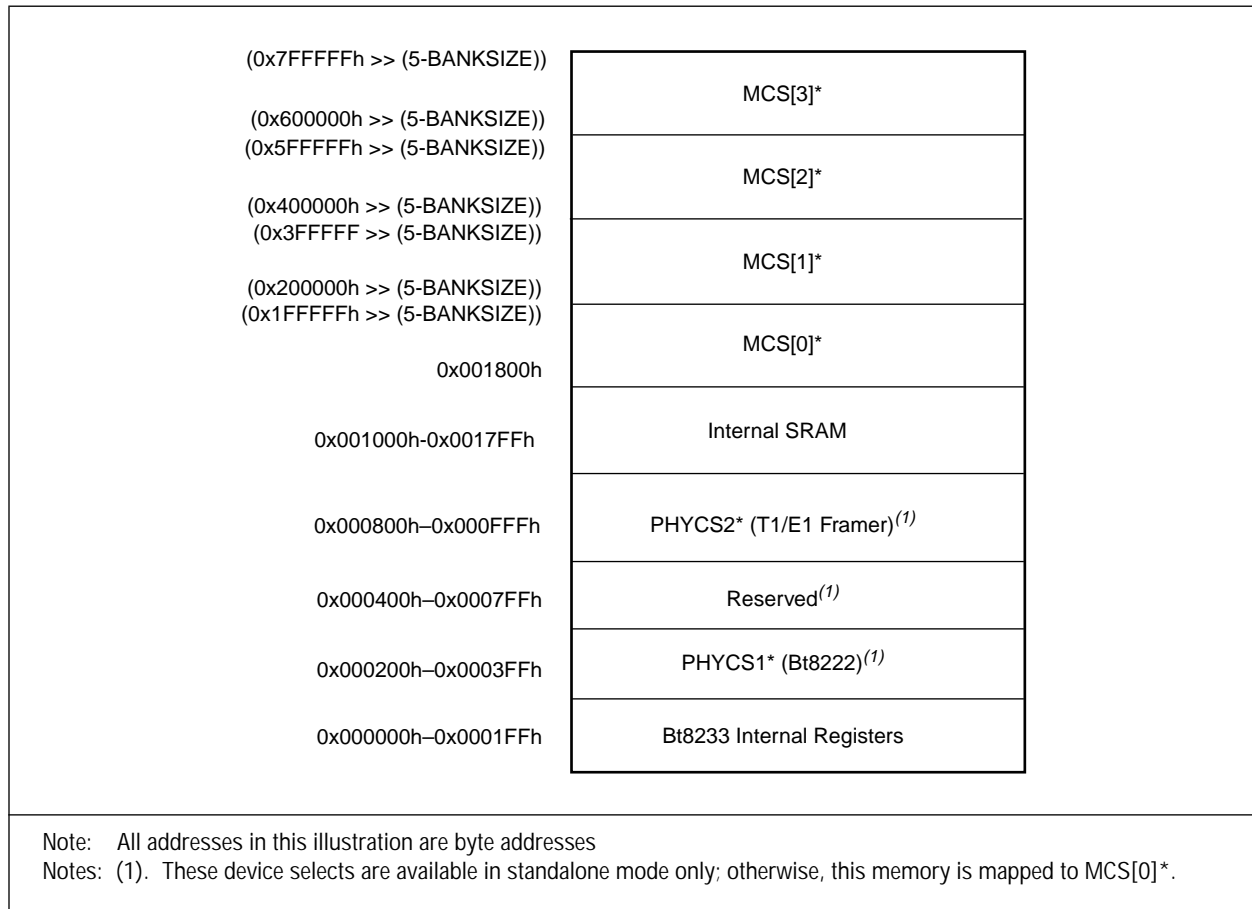 (0x7FFFFFh >> (5-BANKSIZE))
MCS[3]*
(0x600000h >> (5-BANKSIZE))
(0x5FFFFFh >> (5-BANKSIZE))
MCS[2]*
(0x400000h >> (5-BANKSIZE))
(0x3FFFFF >> (5-BANKSIZE))
MCS[1]*
(0x200000h >> (5-BANKSIZE))
(0x1FFFFFh >> (5-BANKSIZE))
MCS[0]*
0x001800h
Internal SRAM
0x001000h-0x0017FFh
0x000800h–0x000FFFh PHYCS2* (T1/E1 Framer)(1)
0x000400h–0x0007FFh Reserved(1)
0x000200h–0x0003FFh PHYCS1* (Bt8222)(1)
0x000000h–0x0001FFh Bt8233 Internal Registers
Note: All addresses in this illustration are byte addresses
Notes: (1). These device selects are available in standalone mode only; otherwise, this memory is mapped to MCS[0]*.